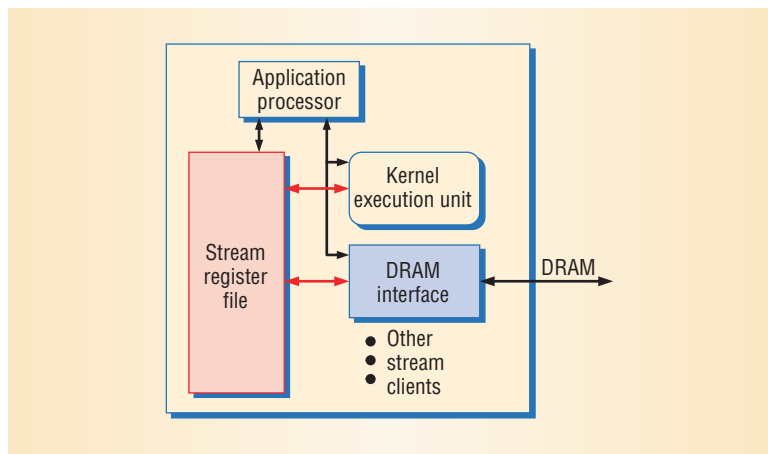 Application
processor
Kernel
execution unit
Stream
register
file
DRAM
interface
DRAM
Other
stream
clients